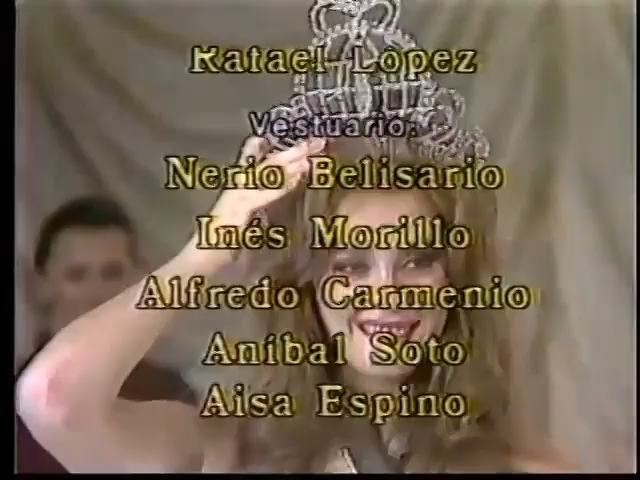 Rafael López
Vestuario:
Nerio Belisario
Inés Morillo
Alfredo Carmenio
Aníbal Soto
Aisa Espino